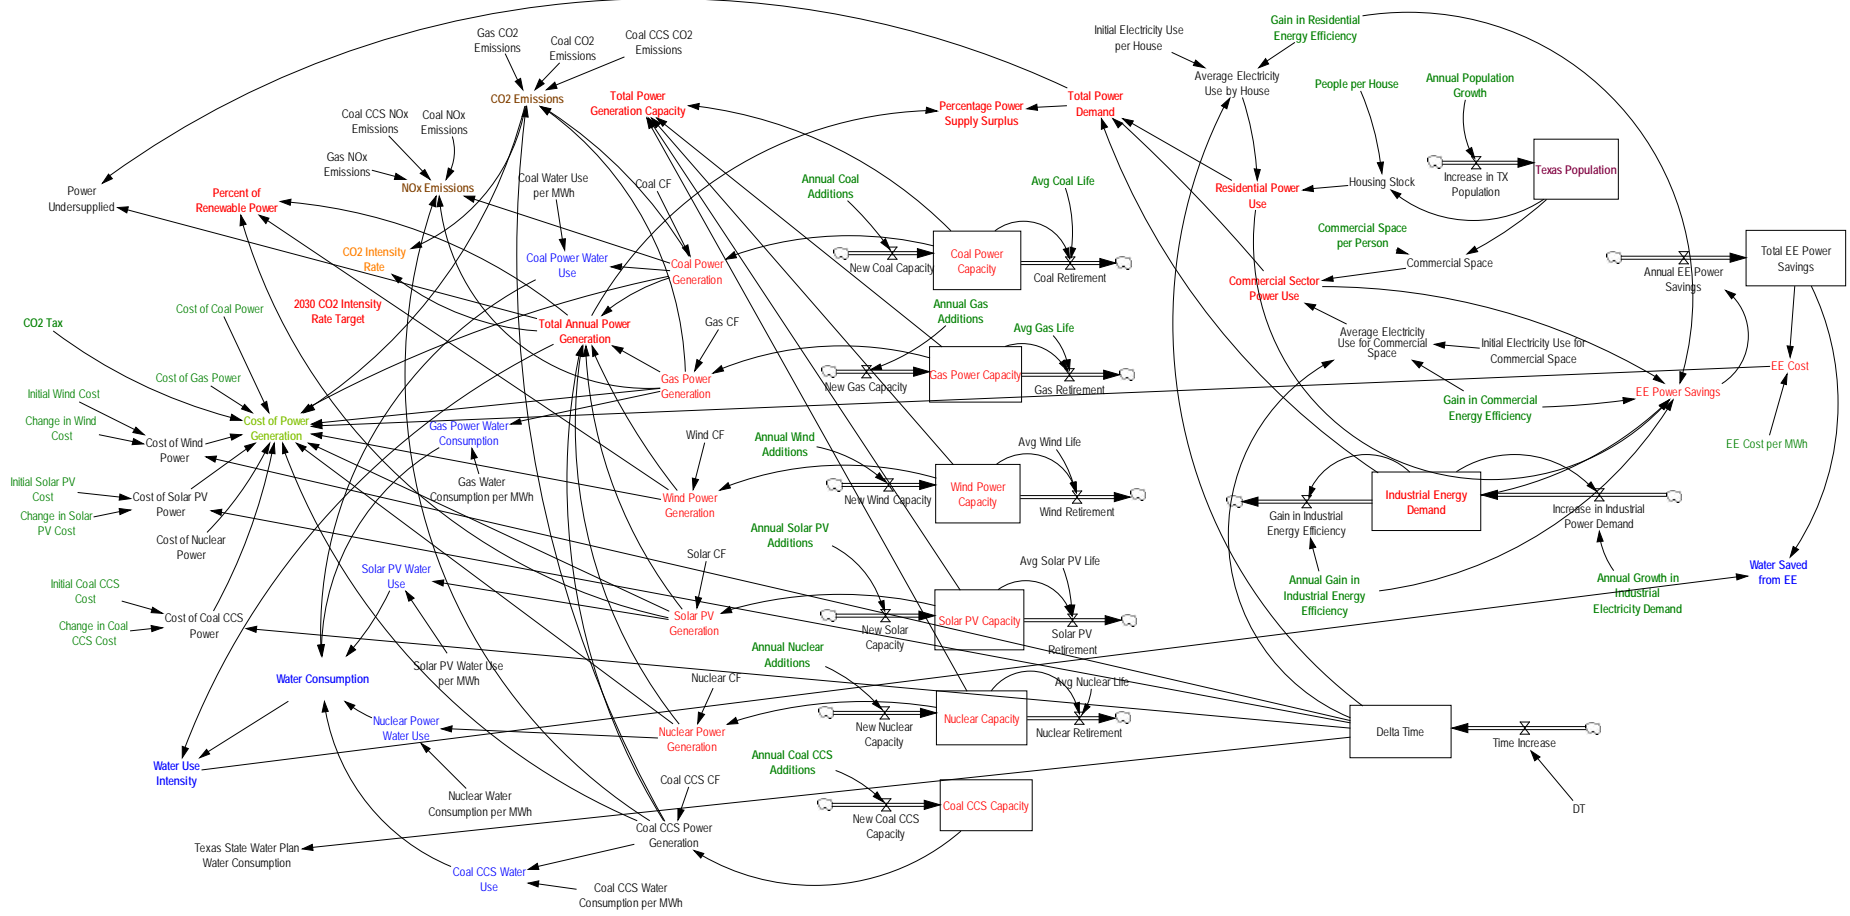 Gas CO2
Emissions
Coal CO2
Emissions
Coal CCS CO2
Emissions
Initial Electricity Use
per House
Gain in Residential
Energy Efficiency
CO2 Emissions
Total Power
Generation Capacity
Percentage Power
Supply Surplus
Total Power
Demand
Average Electricity
Use by House
People per House
Annual Population
Growth
Coal CCS NOx
Emissions
Coal NOx
Emissions
Gas NOx
Emissions
NOx Emissions
Coal Water Use
per MWh
Coal CF
Annual Coal
Additions
Avg Coal Life
Residential Power
Use
Housing Stock
Increase in TX
Population
Texas Population
Power
Undersupplied
Percent of
Renewable Power
CO2 Intensity
Rate
Coal Power Water
Use
Coal Power
Generation
New Coal Capacity
Coal Power
Capacity
Coal Retirement
Commercial Space
per Person
Commercial Space
Commercial Sector
Power Use
Annual EE Power
Savings
Total EE Power
Savings
CO2 Tax
Cost of Coal Power
2030 CO2 Intensity
Rate Target
Total Annual Power
Generation
Gas CF
Annual Gas
Additions
Avg Gas Life
Average Electricity
Use for Commercial
Space
Initial Electricity Use for
Commercial Space
EE Cost
Cost of Gas Power
Gas Power
Generation
New Gas Capacity
Gas Power Capacity
Gas Retirement
Gain in Commercial
Energy Efficiency
EE Power Savings
Initial Wind Cost
Change in Wind
Cost
Cost of Wind
Power
Cost of Power
Generation
Gas Power Water
Consumption
Wind CF
Annual Wind
Additions
Avg Wind Life
EE Cost per MWh
Initial Solar PV
Cost
Change in Solar
PV Cost
Cost of Solar PV
Power
Gas Water
Consumption per MWh
Wind Power
Generation
New Wind Capacity
Wind Power
Capacity
Wind Retirement
Gain in Industrial
Energy Efficiency
Industrial Energy
Demand
Increase in Industrial
Power Demand
Cost of Nuclear
Power
Annual Solar PV
Additions
Solar CF
Avg Solar PV Life
Initial Coal CCS
Cost
Change in Coal
CCS Cost
Cost of Coal CCS
Power
Solar PV Water
Use
Solar PV
Generation
New Solar
Capacity
Solar PV Capacity
Solar PV
Retirement
Annual Gain in
Industrial Energy
Efficiency
Annual Growth in
Industrial
Electricity Demand
Water Saved
from EE
Water Consumption
Solar PV Water Use
per MWh
Nuclear CF
Annual Nuclear
Additions
Avg Nuclear Life
Nuclear Power
Water Use
Nuclear Power
Generation
New Nuclear
Capacity
Nuclear Capacity
Nuclear Retirement
Delta Time
Time Increase
Water Use
Intensity
Nuclear Water
Consumption per MWh
Coal CCS CF
Annual Coal CCS
Additions
New Coal CCS
Capacity
Coal CCS Capacity
DT
Texas State Water Plan
Water Consumption
Coal CCS Power
Generation
Coal CCS Water
Use
Coal CCS Water
Consumption per MWh